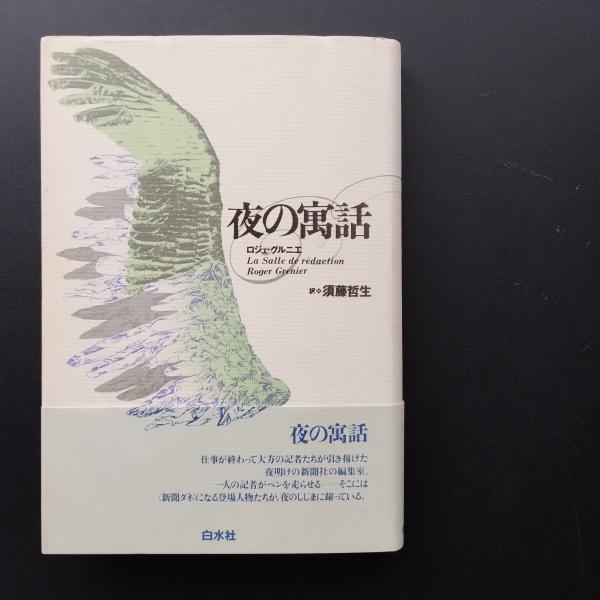 夜の寓話
ロジェ・グルニエ
La Salle de rédaction
Roger Grenier
訳❖須藤哲生
夜の寓話
仕事が終わって大方の記者たちが引き揚げた
夜明けの新聞社の編集室。
一人の記者がペンを走らせる……そこには
〈新聞ダネ〉になる登場人物たちが、夜のしじまに躍っている。
白水社